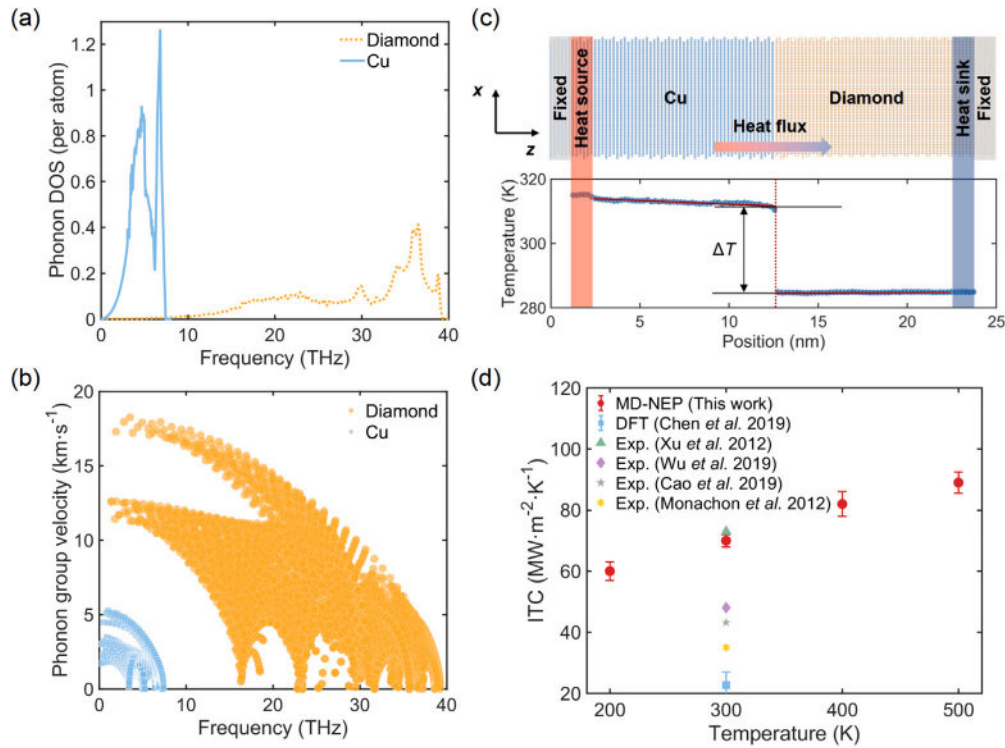 (a)
Diamond
Cu
Phonon DOS (per atom)
1.2
1
0.8
0.6
0.4
0.2
0
0 10 20 30 40
Frequency (THz)
(b)
Diamond
Cu
Phonon group velocity (km·s⁻¹)
20
15
10
5
0
0 10 20 30 40
Frequency (THz)
(c)
x
z
Fixed
Heat source
Cu
Diamond
Heat flux
Heat sink
Fixed
Temperature (K)
320
300
280
ΔT
0 5 10 15 20 25
Position (nm)
(d)
MD-NEP (This work)
DFT (Chen et al. 2019)
Exp. (Xu et al. 2012)
Exp. (Wu et al. 2019)
Exp. (Cao et al. 2019)
Exp. (Monachon et al. 2012)
ITC (MW·m⁻²·K⁻¹)
120
100
80
60
40
20
200 300 400 500
Temperature (K)